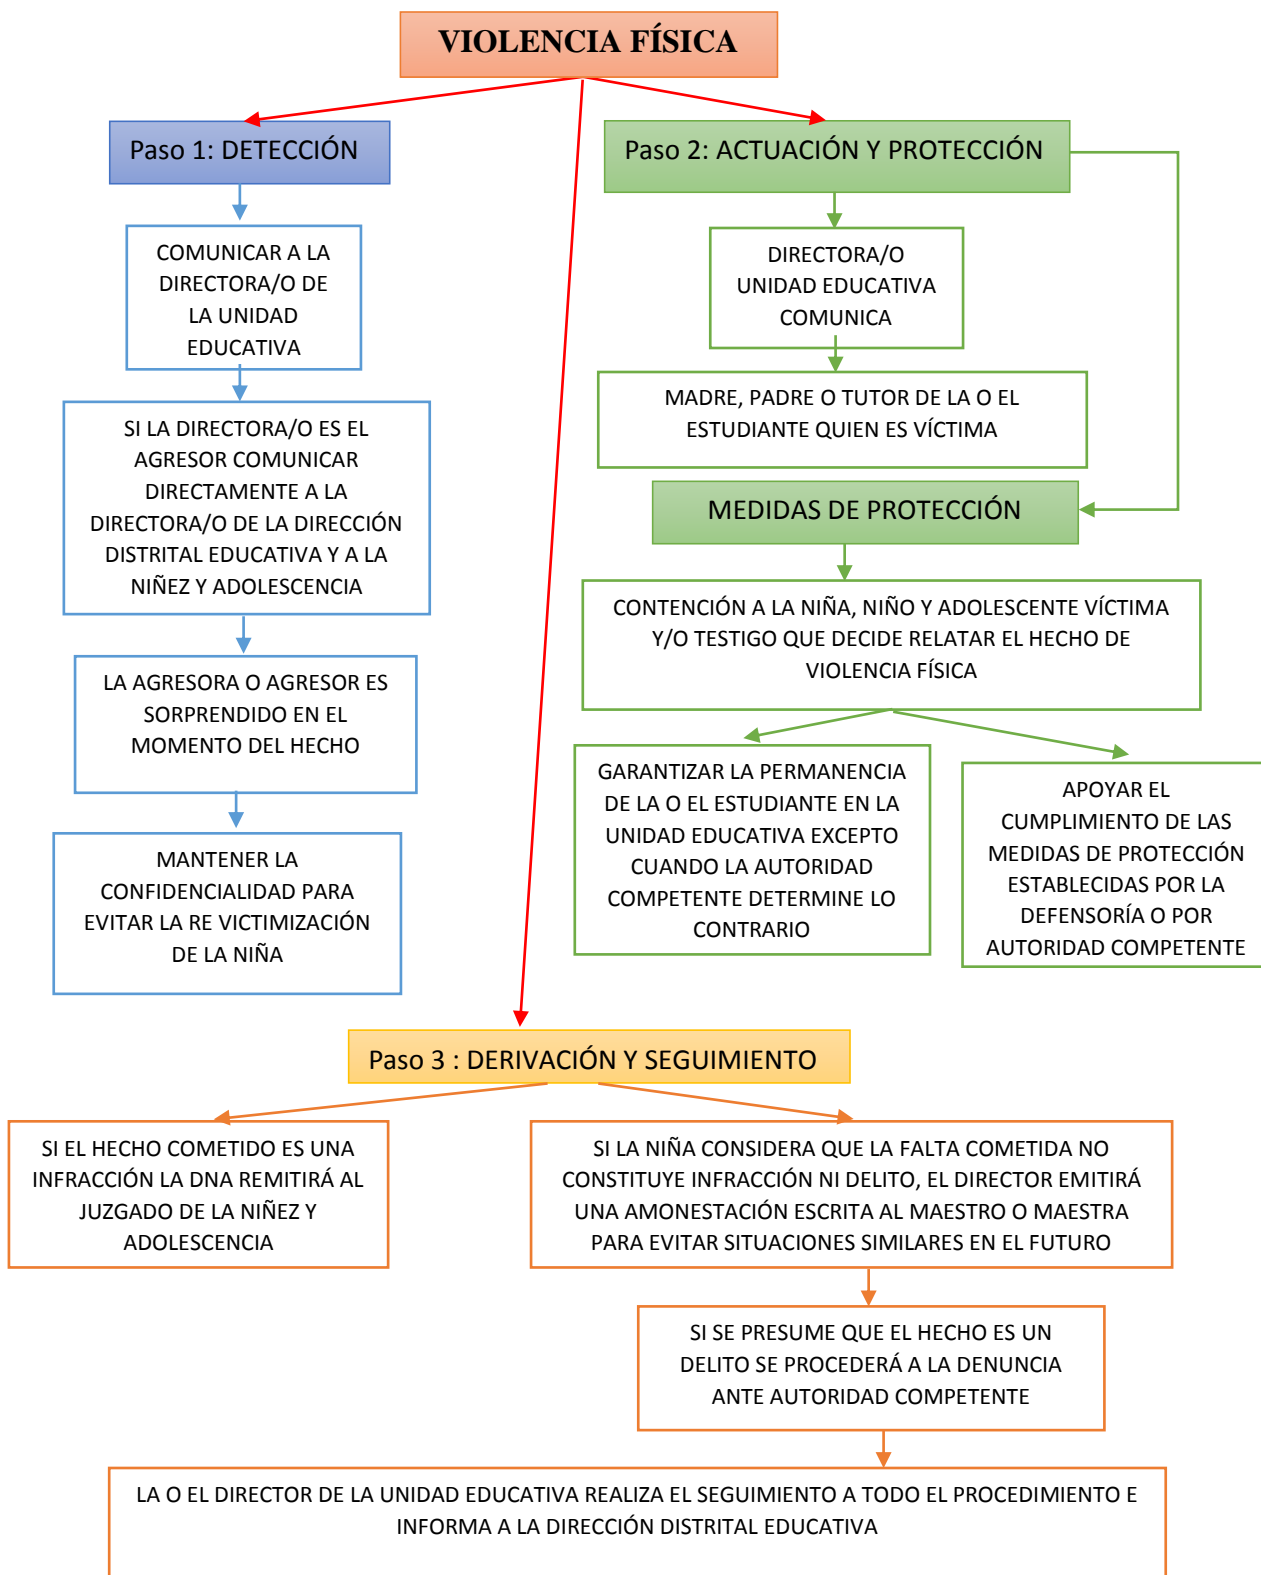 VIOLENCIA FÍSICA
Paso 1: DETECCIÓN
COMUNICAR A LA
DIRECTORA/O DE
LA UNIDAD
EDUCATIVA
SI LA DIRECTORA/O ES EL
AGRESOR COMUNICAR
DIRECTAMENTE A LA
DIRECTORA/O DE LA DIRECCIÓN
DISTRITAL EDUCATIVA Y A LA
NIÑEZ Y ADOLESCENCIA
LA AGRESORA O AGRESOR ES
SORPRENDIDO EN EL
MOMENTO DEL HECHO
MANTENER LA
CONFIDENCIALIDAD PARA
EVITAR LA RE VICTIMIZACIÓN
DE LA NIÑA
Paso 2: ACTUACIÓN Y PROTECCIÓN
DIRECTORA/O
UNIDAD EDUCATIVA
COMUNICA
MADRE, PADRE O TUTOR DE LA O EL
ESTUDIANTE QUIEN ES VÍCTIMA
MEDIDAS DE PROTECCIÓN
CONTENCIÓN A LA NIÑA, NIÑO Y ADOLESCENTE VÍCTIMA
Y/O TESTIGO QUE DECIDE RELATAR EL HECHO DE
VIOLENCIA FÍSICA
GARANTIZAR LA PERMANENCIA
DE LA O EL ESTUDIANTE EN LA
UNIDAD EDUCATIVA EXCEPTO
CUANDO LA AUTORIDAD
COMPETENTE DETERMINE LO
CONTRARIO
APOYAR EL
CUMPLIMIENTO DE LAS
MEDIDAS DE PROTECCIÓN
ESTABLECIDAS POR LA
DEFENSORÍA O POR
AUTORIDAD COMPETENTE
Paso 3 : DERIVACIÓN Y SEGUIMIENTO
SI EL HECHO COMETIDO ES UNA
INFRACCIÓN LA DNA REMITIRÁ AL
JUZGADO DE LA NIÑEZ Y
ADOLESCENCIA
SI LA NIÑA CONSIDERA QUE LA FALTA COMETIDA NO
CONSTITUYE INFRACCIÓN NI DELITO, EL DIRECTOR EMITIRÁ
UNA AMONESTACIÓN ESCRITA AL MAESTRO O MAESTRA
PARA EVITAR SITUACIONES SIMILARES EN EL FUTURO
SI SE PRESUME QUE EL HECHO ES UN
DELITO SE PROCEDERÁ A LA DENUNCIA
ANTE AUTORIDAD COMPETENTE
LA O EL DIRECTOR DE LA UNIDAD EDUCATIVA REALIZA EL SEGUIMIENTO A TODO EL PROCEDIMIENTO E
INFORMA A LA DIRECCIÓN DISTRITAL EDUCATIVA